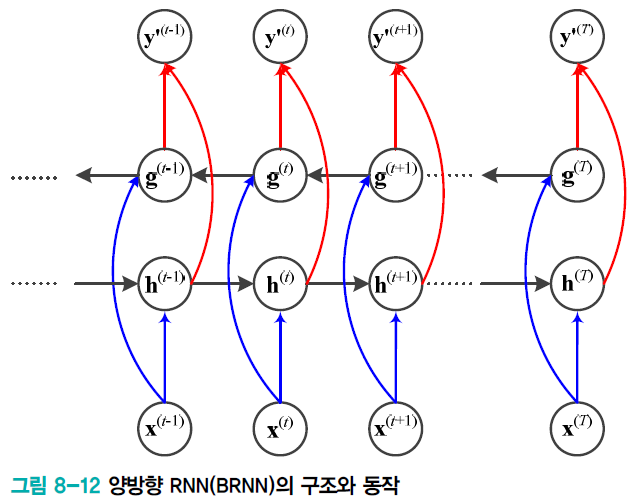 y'(t-1) y'(t) y'(t+1) y'(T)
g(t-1) g(t) g(t+1) g(T)
h(t-1) h(t) h(t+1) h(T)
x(t-1) x(t) x(t+1) x(T)
그림 8-12 양방향 RNN(BRNN)의 구조와 동작